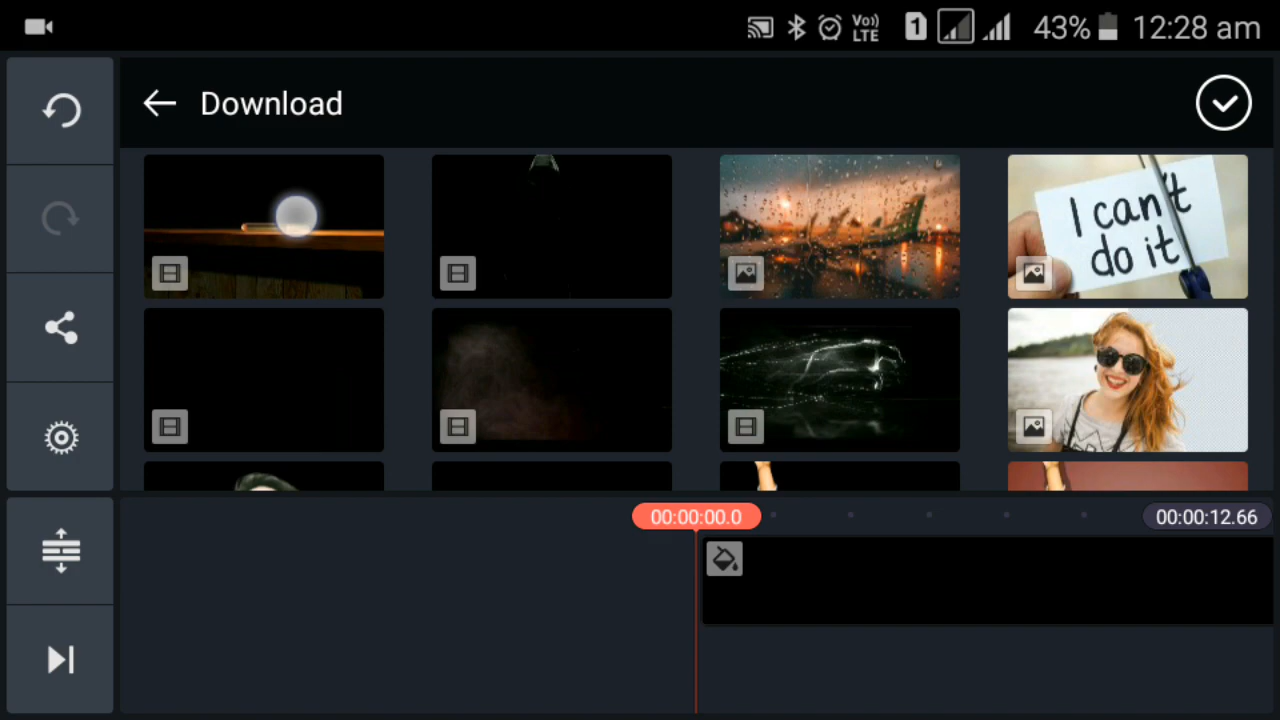 Vo))
LTE
1
43%
12:28 am
Download
I can't
do it
00:00:00.0
00:00:12.66